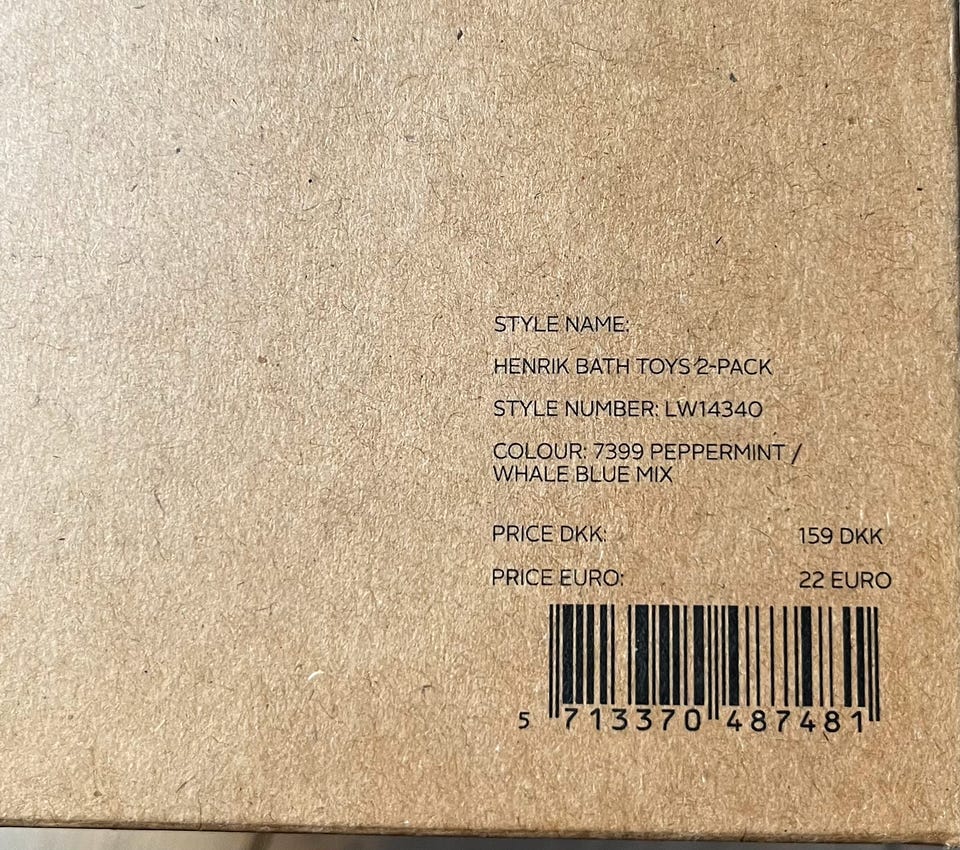 STYLE NAME:
HENRIK BATH TOYS 2-PACK
STYLE NUMBER: LW14340
COLOUR: 7399 PEPPERMINT /
WHALE BLUE MIX
PRICE DKK: 159 DKK
PRICE EURO: 22 EURO
5 713370 487481